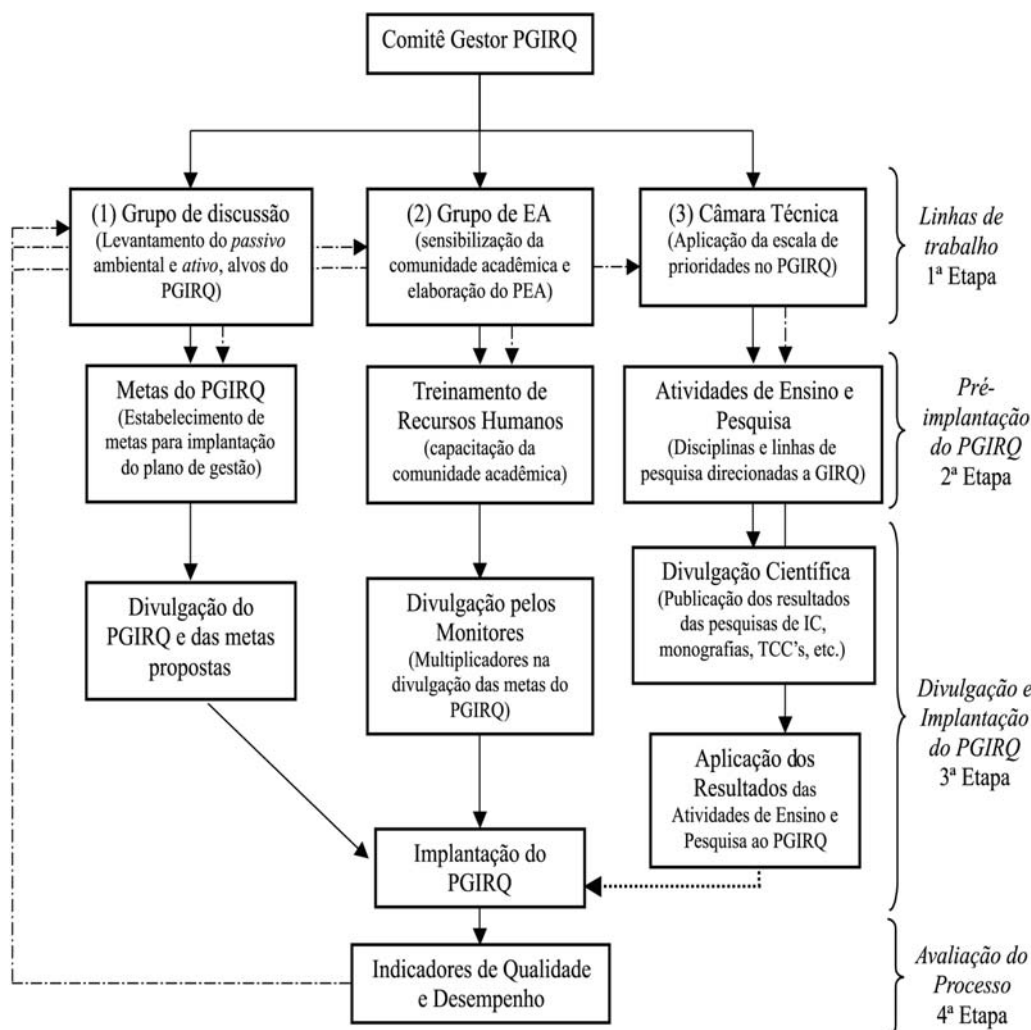 Comitê Gestor PGIRQ
(1) Grupo de discussão
(Levantamento do passivo
ambiental e ativo, alvos do
PGIRQ)
(2) Grupo de EA
(sensibilização da
comunidade acadêmica e
elaboração do PEA)
(3) Câmara Técnica
(Aplicação da escala de
prioridades no PGIRQ)
Linhas de
trabalho
1ª Etapa
Metas do PGIRQ
(Estabelecimento de
metas para implantação
do plano de gestão)
Treinamento de
Recursos Humanos
(capacitação da
comunidade acadêmica)
Atividades de Ensino e
Pesquisa
(Disciplinas e linhas de
pesquisa direcionadas a GIRQ)
Pré-
implantação
do PGIRQ
2ª Etapa
Divulgação do
PGIRQ e das metas
propostas
Divulgação pelos
Monitores
(Multiplicadores na
divulgação das metas do
PGIRQ)
Divulgação Científica
(Publicação dos resultados
das pesquisas de IC,
monografias, TCC's, etc.)
Aplicação dos
Resultados das
Atividades de Ensino e
Pesquisa ao PGIRQ
Divulgação e
Implantação
do PGIRQ
3ª Etapa
Implantação do
PGIRQ
Indicadores de Qualidade
e Desempenho
Avaliação do
Processo
4ª Etapa